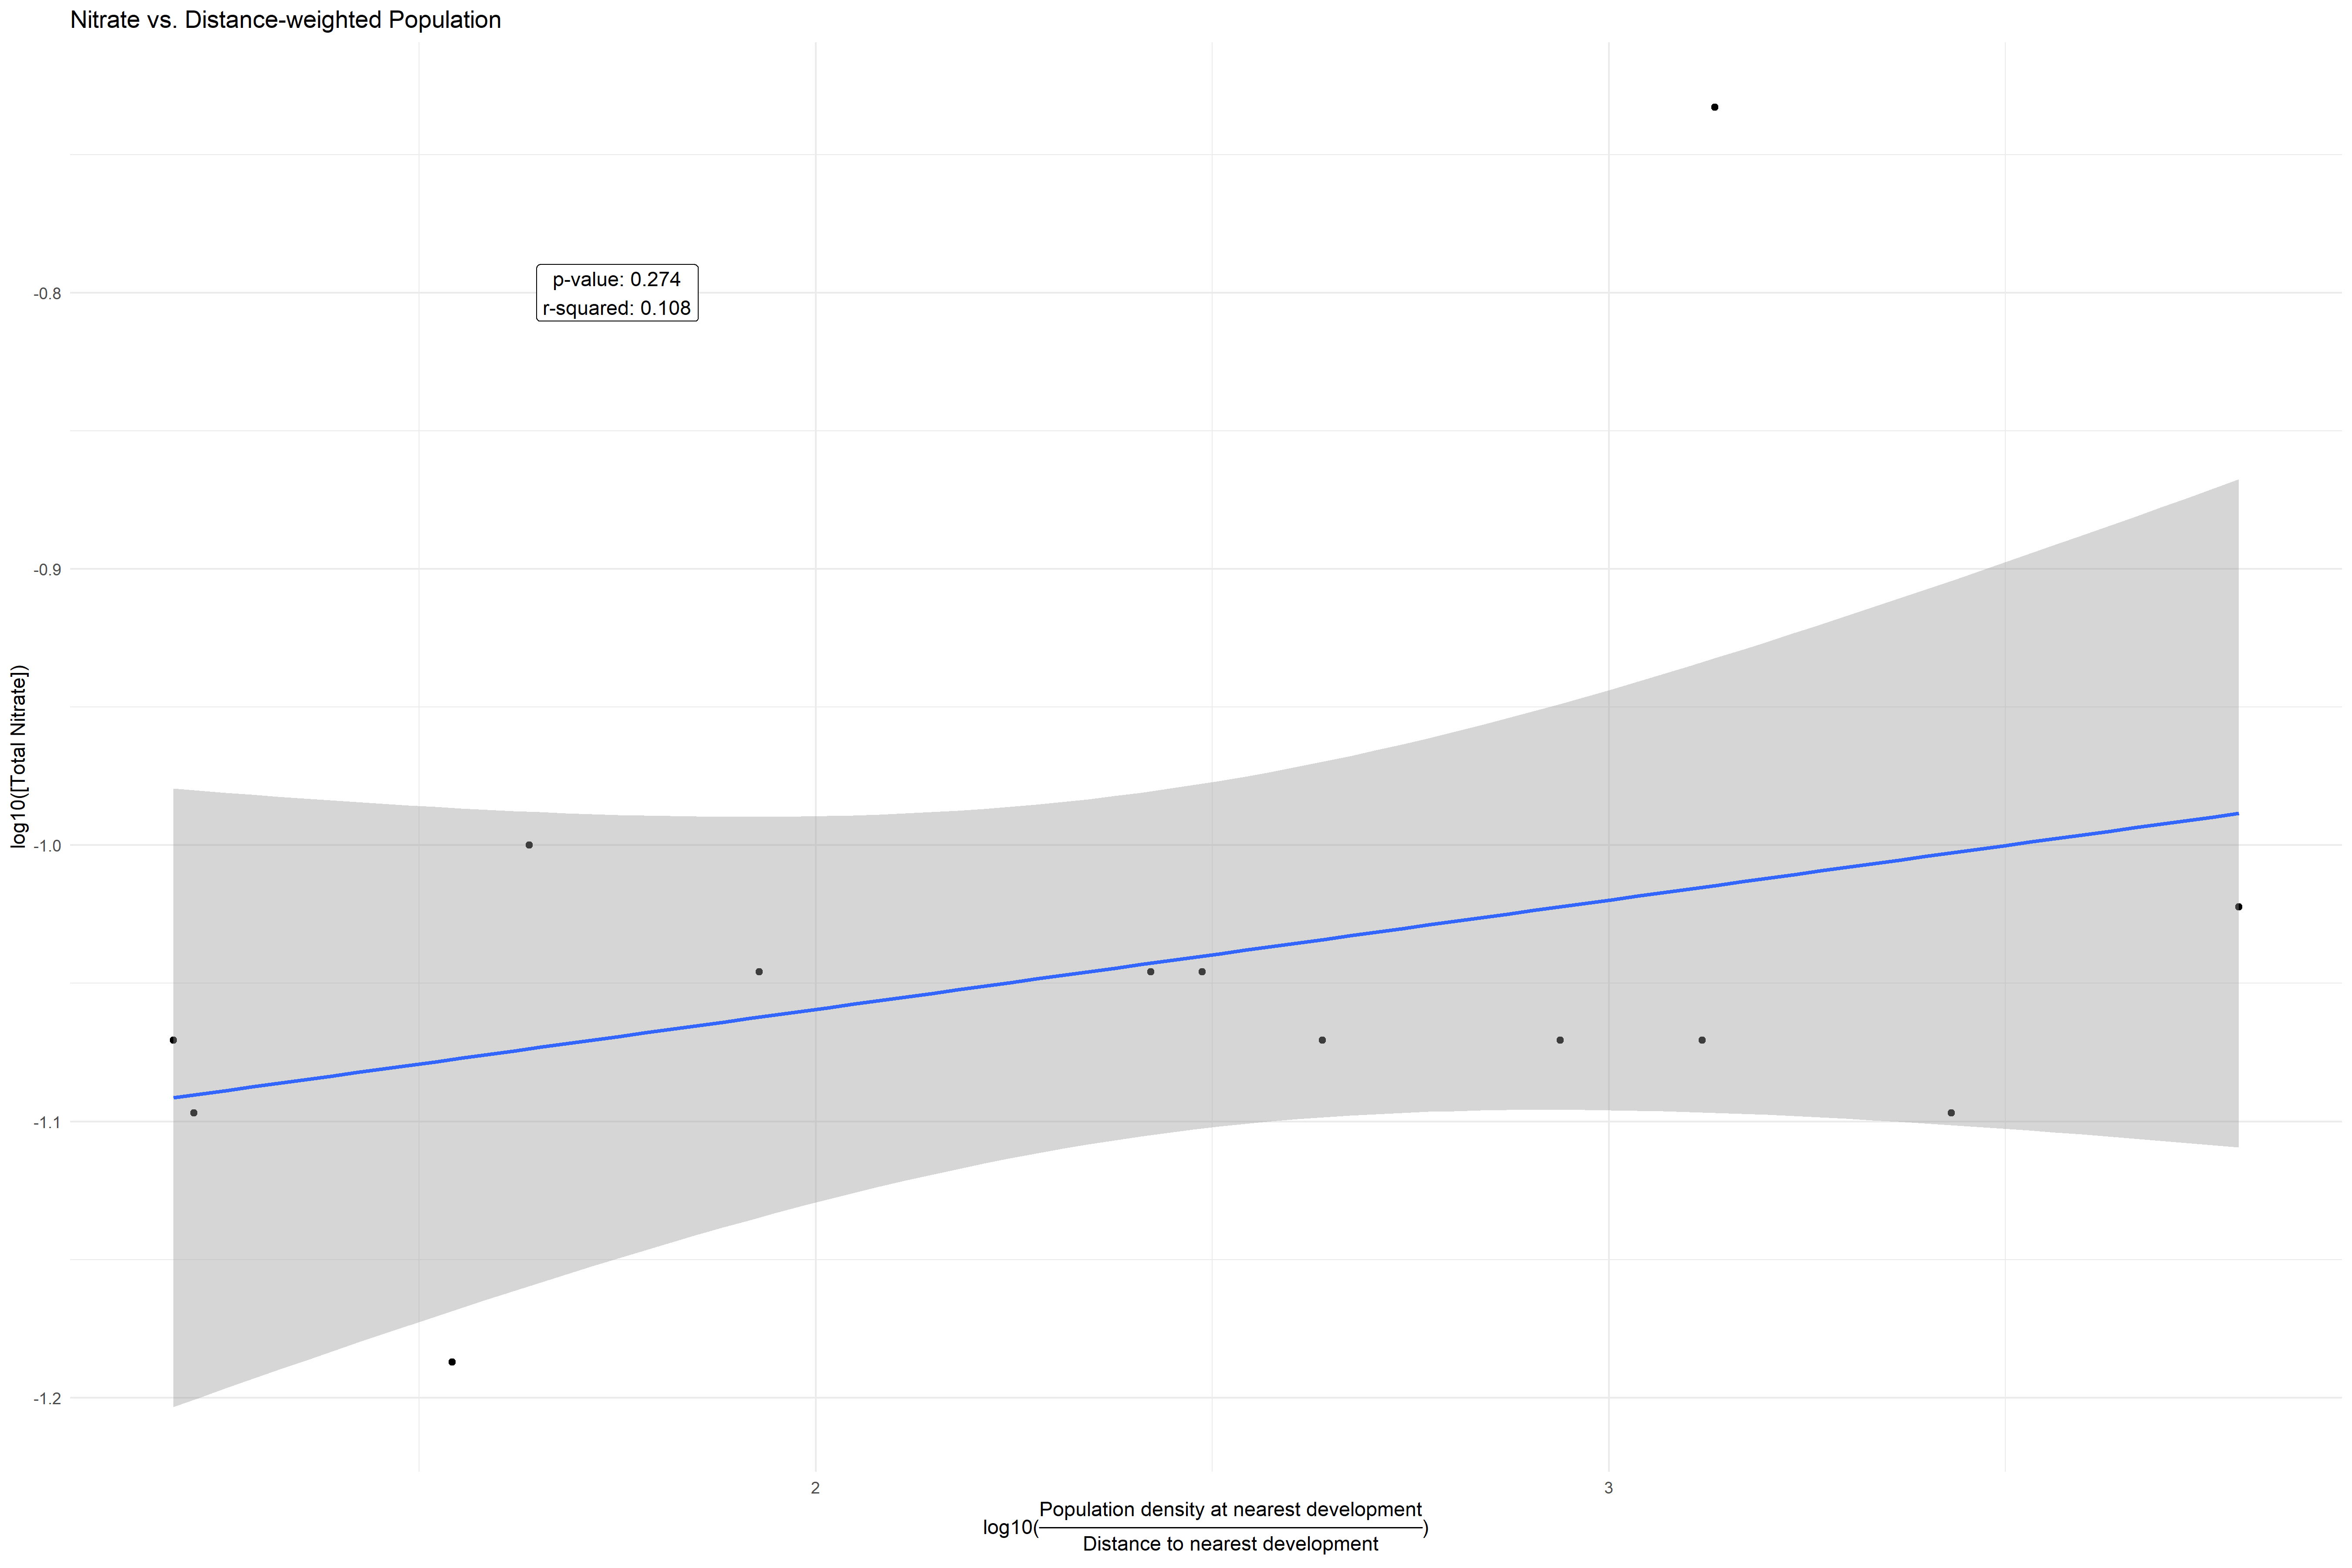 Nitrate vs. Distance-weighted Population
p-value: 0.274
r-squared: 0.108
-0.8
-0.9
-1.0
-1.1
-1.2
log10([Total Nitrate])
2
3
Population density at nearest development
log10(
)
Distance to nearest development